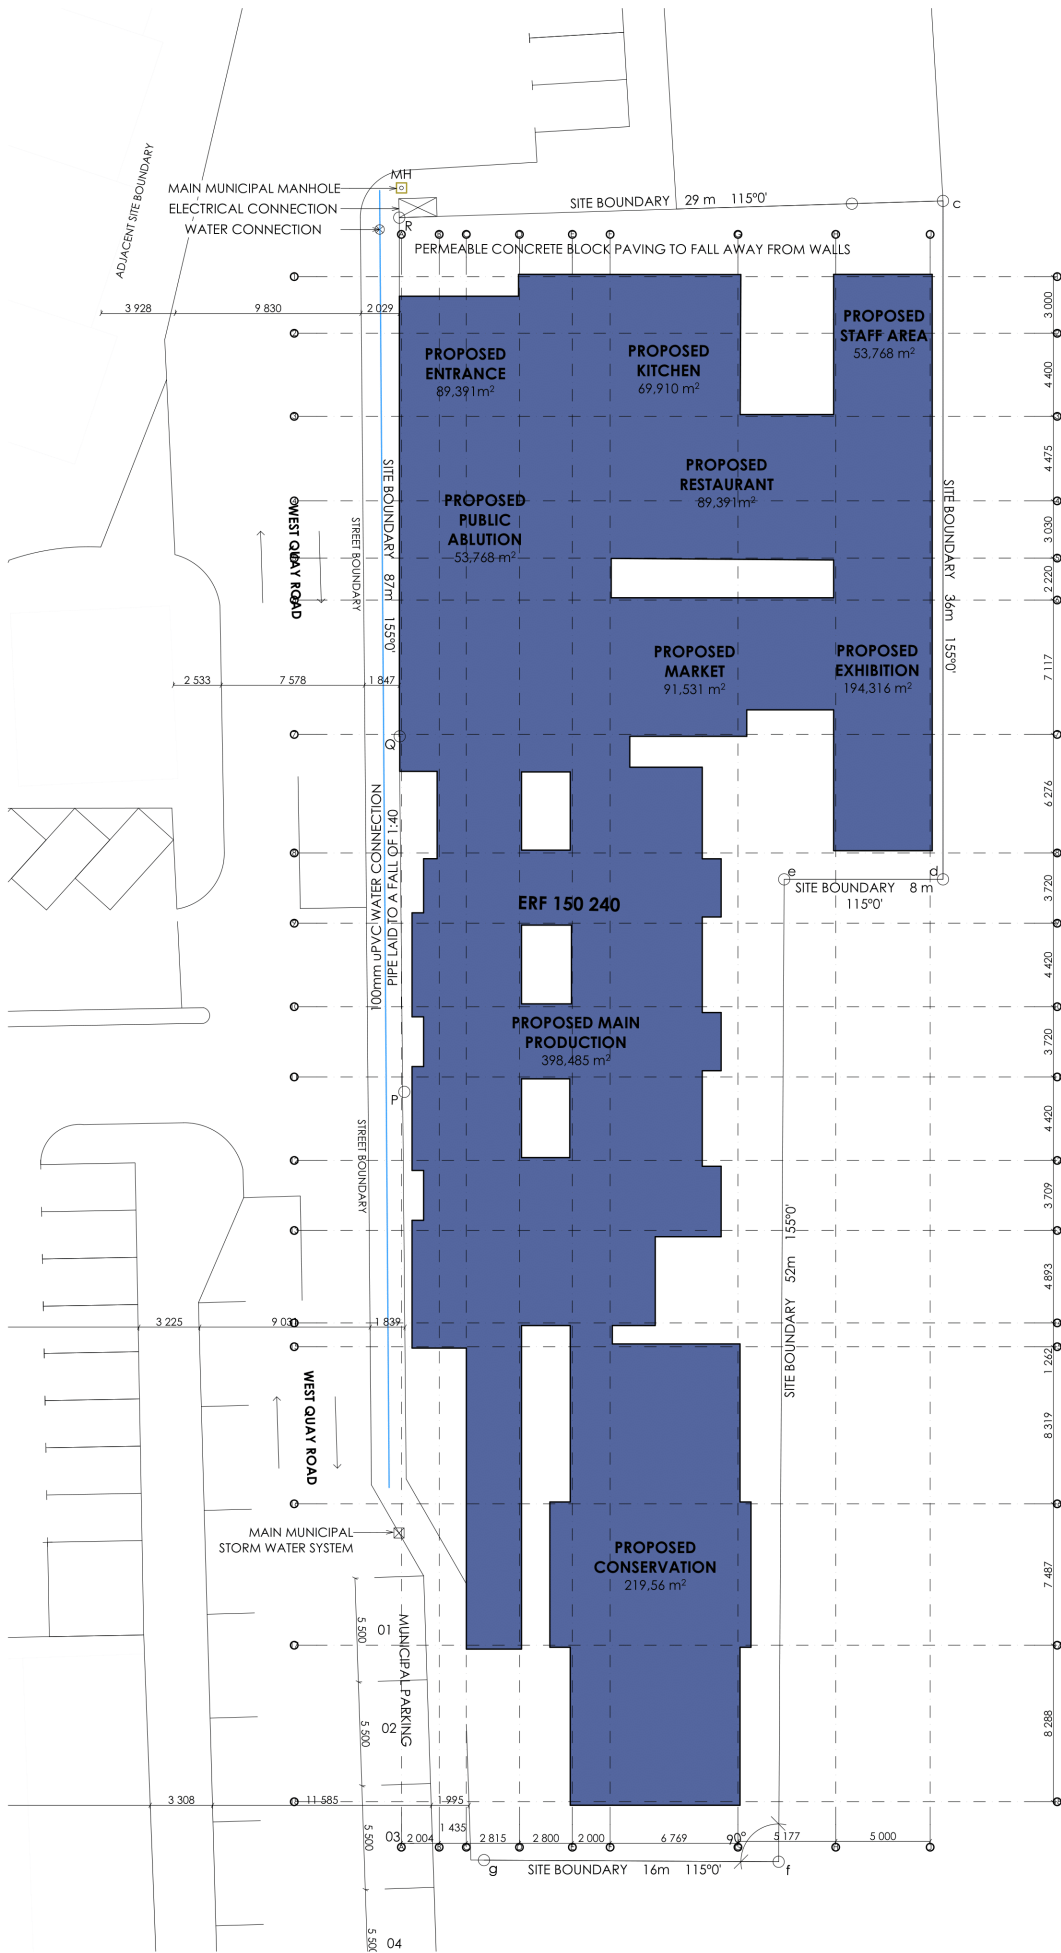 MH
MAIN MUNICIPAL MANHOLE
ELECTRICAL CONNECTION
WATER CONNECTION
R
SITE BOUNDARY 29 m 115°0'
c
PERMEABLE CONCRETE BLOCK PAVING TO FALL AWAY FROM WALLS
ADJACENT SITE BOUNDARY
3 928
9 830
2 029
PROPOSED
ENTRANCE
89,391m²
PROPOSED
KITCHEN
69,910 m²
PROPOSED
STAFF AREA
53,768 m²
PROPOSED
RESTAURANT
89,391m²
PROPOSED
PUBLIC
ABLUTION
53,768 m²
PROPOSED
MARKET
91,531 m²
PROPOSED
EXHIBITION
194,316 m²
WEST QUAY ROAD
STREET BOUNDARY
SITE BOUNDARY 87m 155°0'
SITE BOUNDARY 36m 155°0'
2 533
7 578
1 847
Q
100mm uPVC WATER CONNECTION
PIPE LAID TO A FALL OF 1:40
3 000
4 400
4 475
3 030
2 220
7 117
6 276
3 720
4 420
3 720
4 420
3 709
4 893
1 262
8 319
7 487
8 288
e
d
SITE BOUNDARY 8 m
115°0'
ERF 150 240
PROPOSED MAIN
PRODUCTION
398,485 m²
P
STREET BOUNDARY
SITE BOUNDARY 52m 155°0'
3 225
9 031
1 839
WEST QUAY ROAD
MAIN MUNICIPAL
STORM WATER SYSTEM
PROPOSED
CONSERVATION
219,56 m²
MUNICIPAL PARKING
5 500
01
5 500
02
5 500
03
5 500
04
3 308
11 585
1 995
2 004
1 435
2 815
2 800
2 000
6 769
90°
5 177
5 000
g
SITE BOUNDARY 16m 115°0'
f